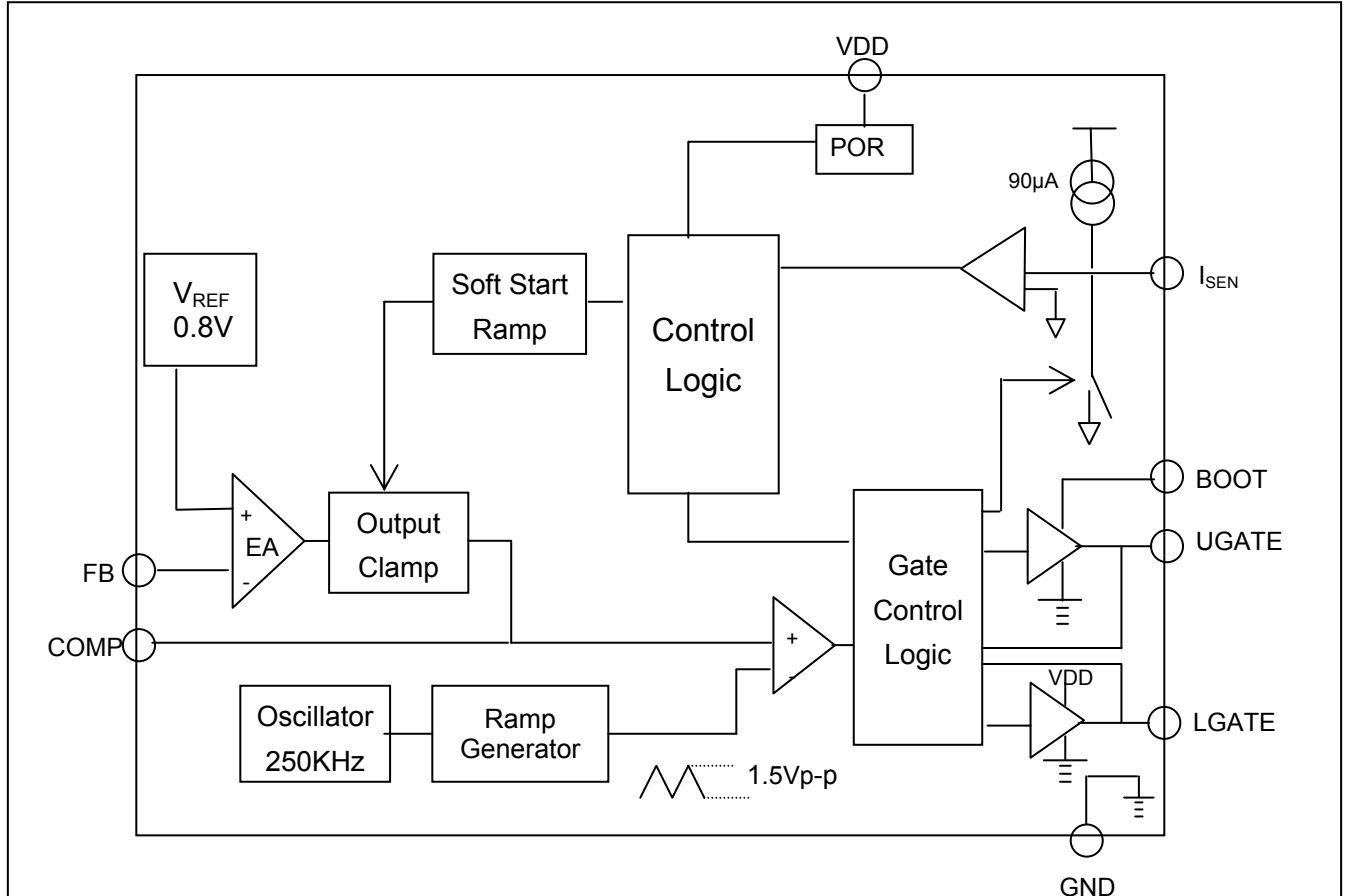 VDD
POR
90µA
ISEN
VREF
0.8V
Soft Start
Ramp
Control
Logic
BOOT
UGATE
+
EA
-
Output
Clamp
FB
COMP
Gate
Control
Logic
+
-
VDD
LGATE
Oscillator
250KHz
Ramp
Generator
1.5Vp-p
GND